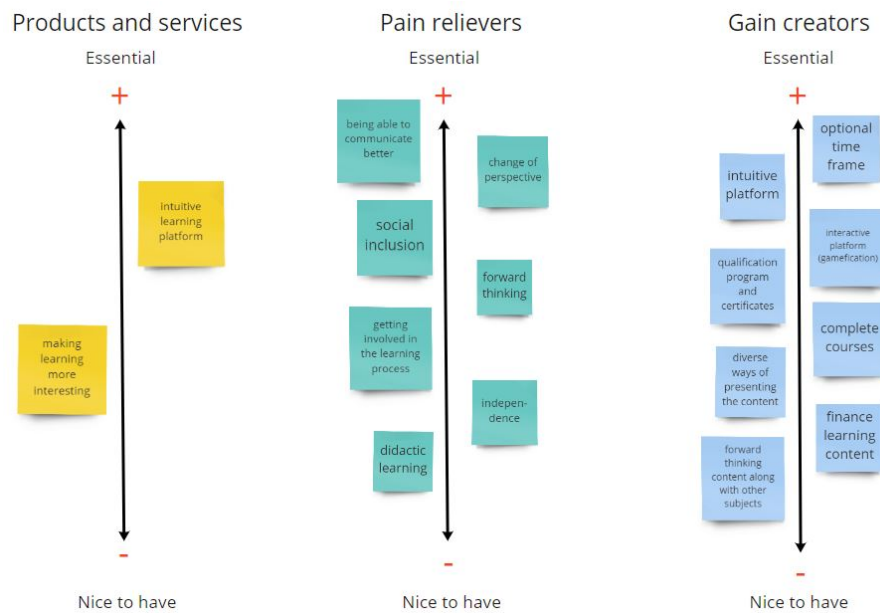 Products and services
Essential
+
intuitive
learning
platform
making
learning
more
interesting
-
Nice to have
Pain relievers
Essential
+
being able to
communicate
better
change of
perspective
social
inclusion
forward
thinking
getting
involved in
the learning
process
indepen-
dence
didactic
learning
-
Nice to have
Gain creators
Essential
+
optional
time
frame
intuitive
platform
interactive
platform
(gamefication)
qualification
program
and
certificates
complete
courses
diverse
ways of
presenting
the content
finance
learning
content
forward
thinking
content along
with other
subjects
-
Nice to have